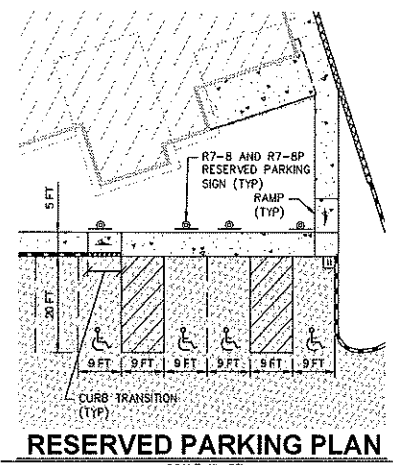 R7-8 AND R7-8P
RESERVED PARKING
SIGN (TYP)
RAMP
(TYP)
5 FT
20 FT
9 FT 9 FT 9 FT 9 FT 9 FT 9 FT
CURB TRANSITION
(TYP)
RESERVED PARKING PLAN